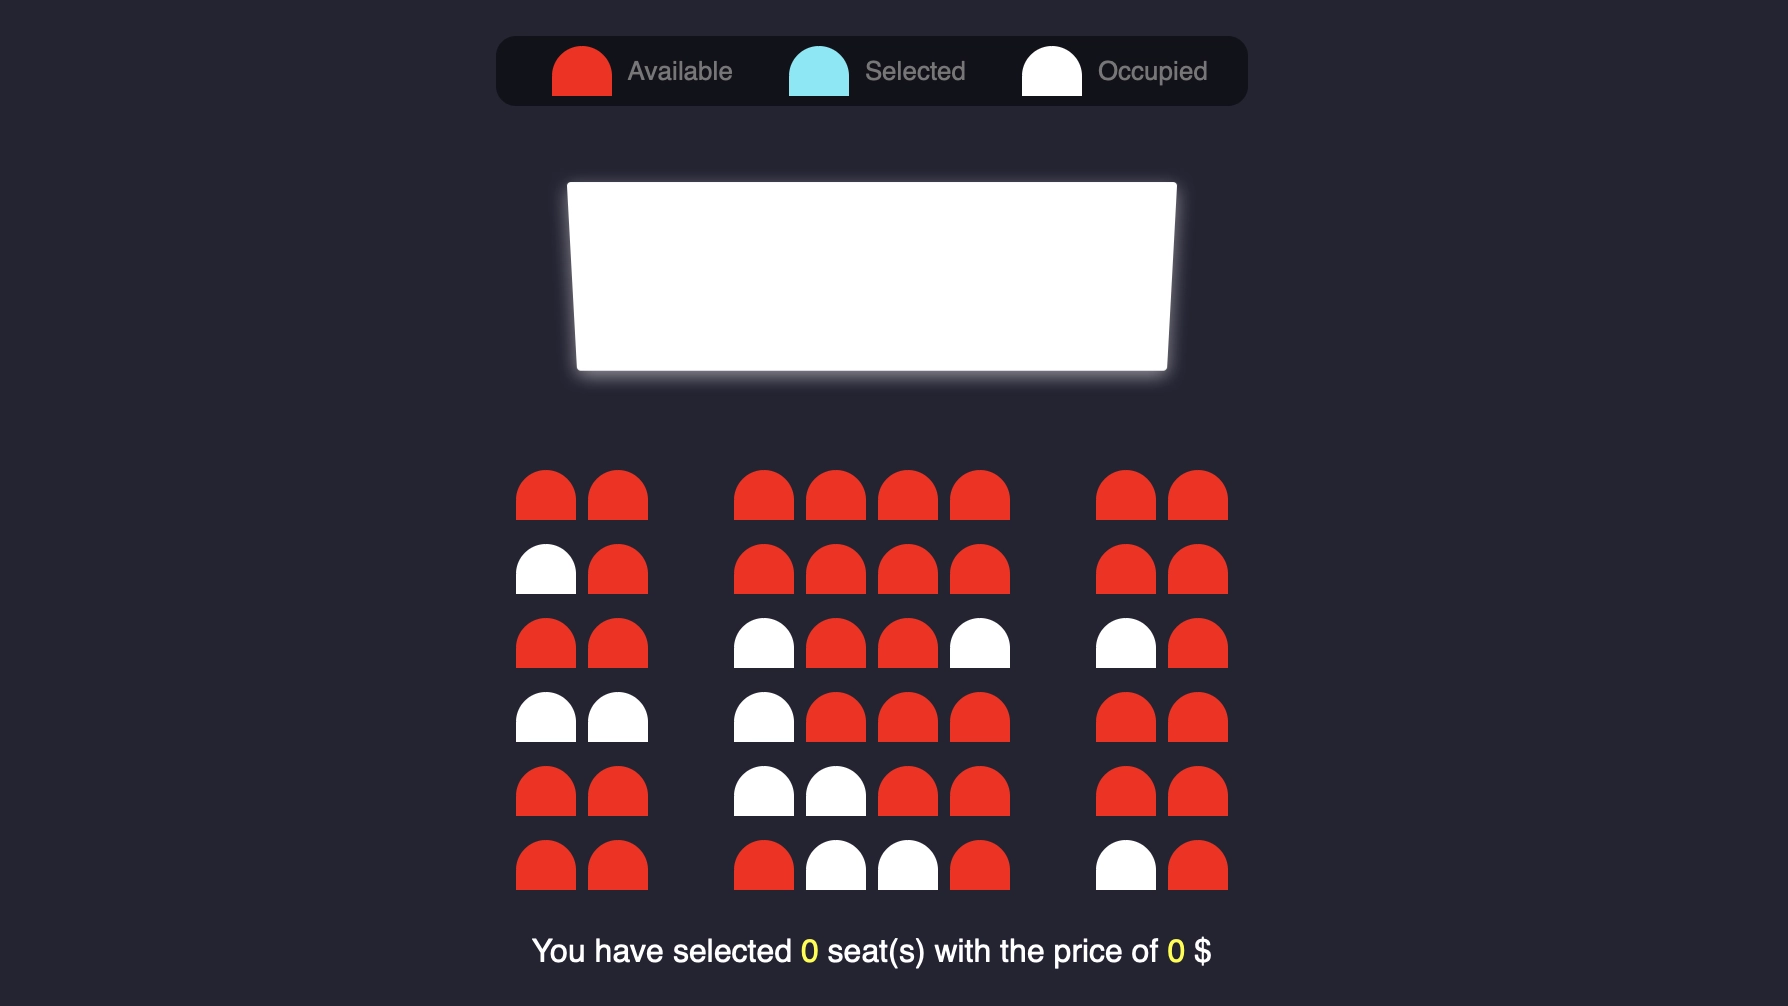 Available Selected Occupied
You have selected 0 seat(s) with the price of 0 $